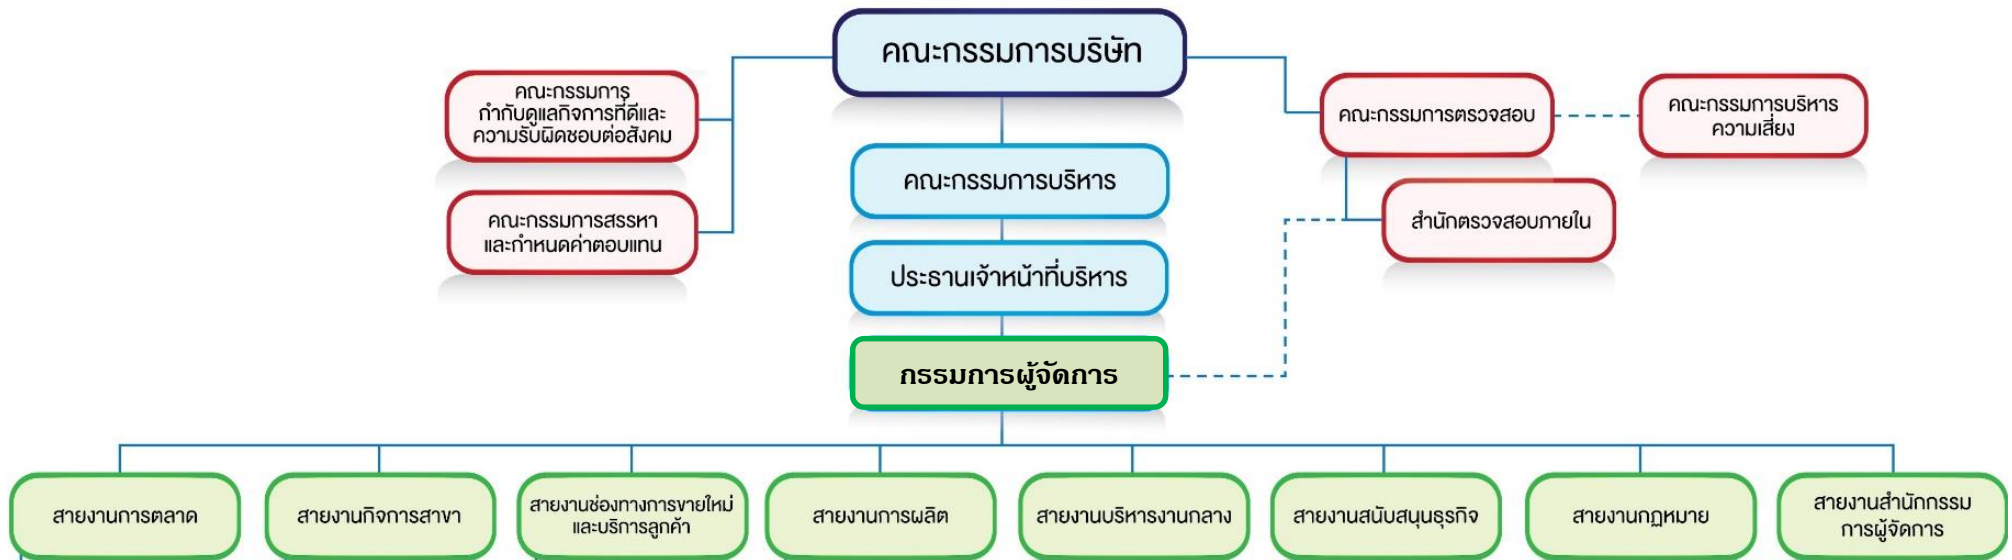 คณะกรรมการบริษัท
คณะกรรมการ
กำกับดูแลกิจการที่ดีและ
ความรับผิดชอบต่อสังคม
คณะกรรมการตรวจสอบ
คณะกรรมการบริหาร
ความเสี่ยง
คณะกรรมการบริหาร
คณะกรรมการสรรหา
และกำหนดค่าตอบแทน
สำนักตรวจสอบภายใน
ประธานเจ้าหน้าที่บริหาร
กรรมการผู้จัดการ
สายงานการตลาด
สายงานกิจการสาขา
สายงานช่องทางการขายใหม่
และบริการลูกค้า
สายงานการผลิต
สายงานบริหารงานกลาง
สายงานสนับสนุนธุรกิจ
สายงานกฎหมาย
สายงานสำนักกรรม
การผู้จัดการ